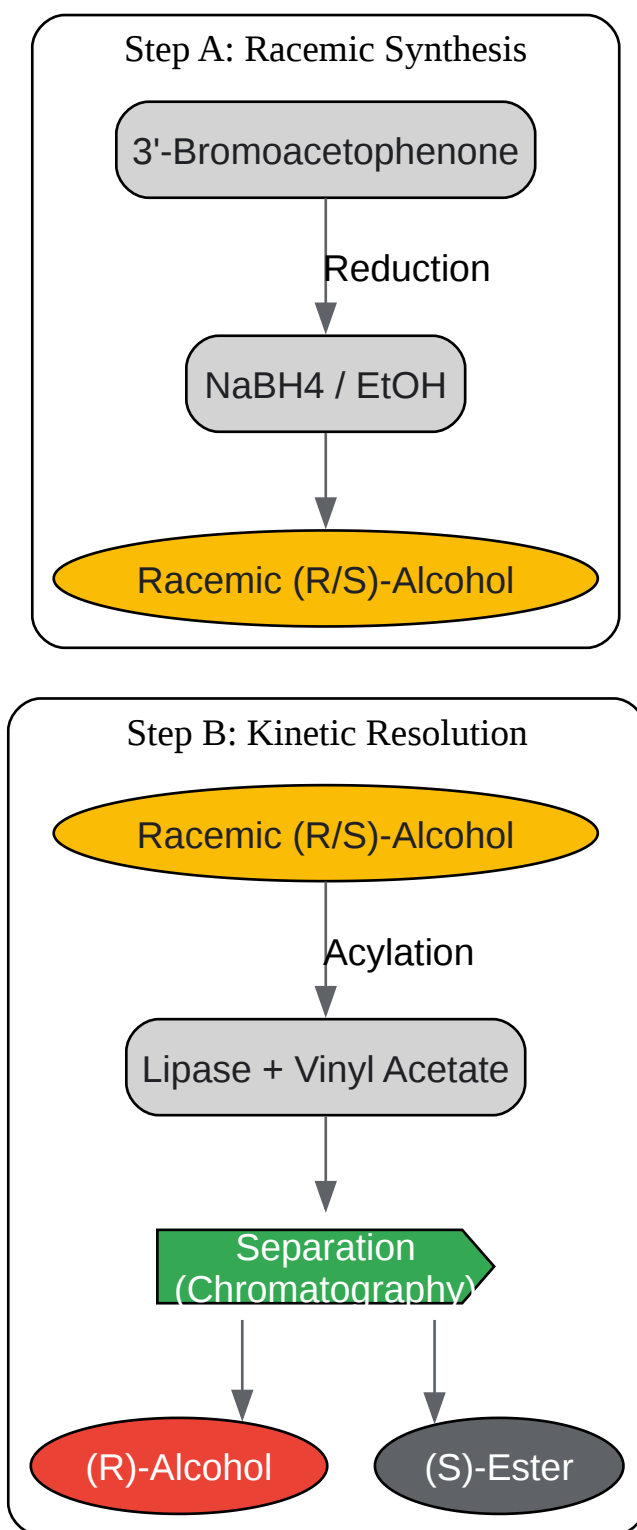 Step A: Racemic Synthesis
3'-Bromoacetophenone
Reduction
NaBH4 / EtOH
Racemic (R/S)-Alcohol
Step B: Kinetic Resolution
Racemic (R/S)-Alcohol
Acylation
Lipase + Vinyl Acetate
Separation
(Chromatography)
(R)-Alcohol
(S)-Ester